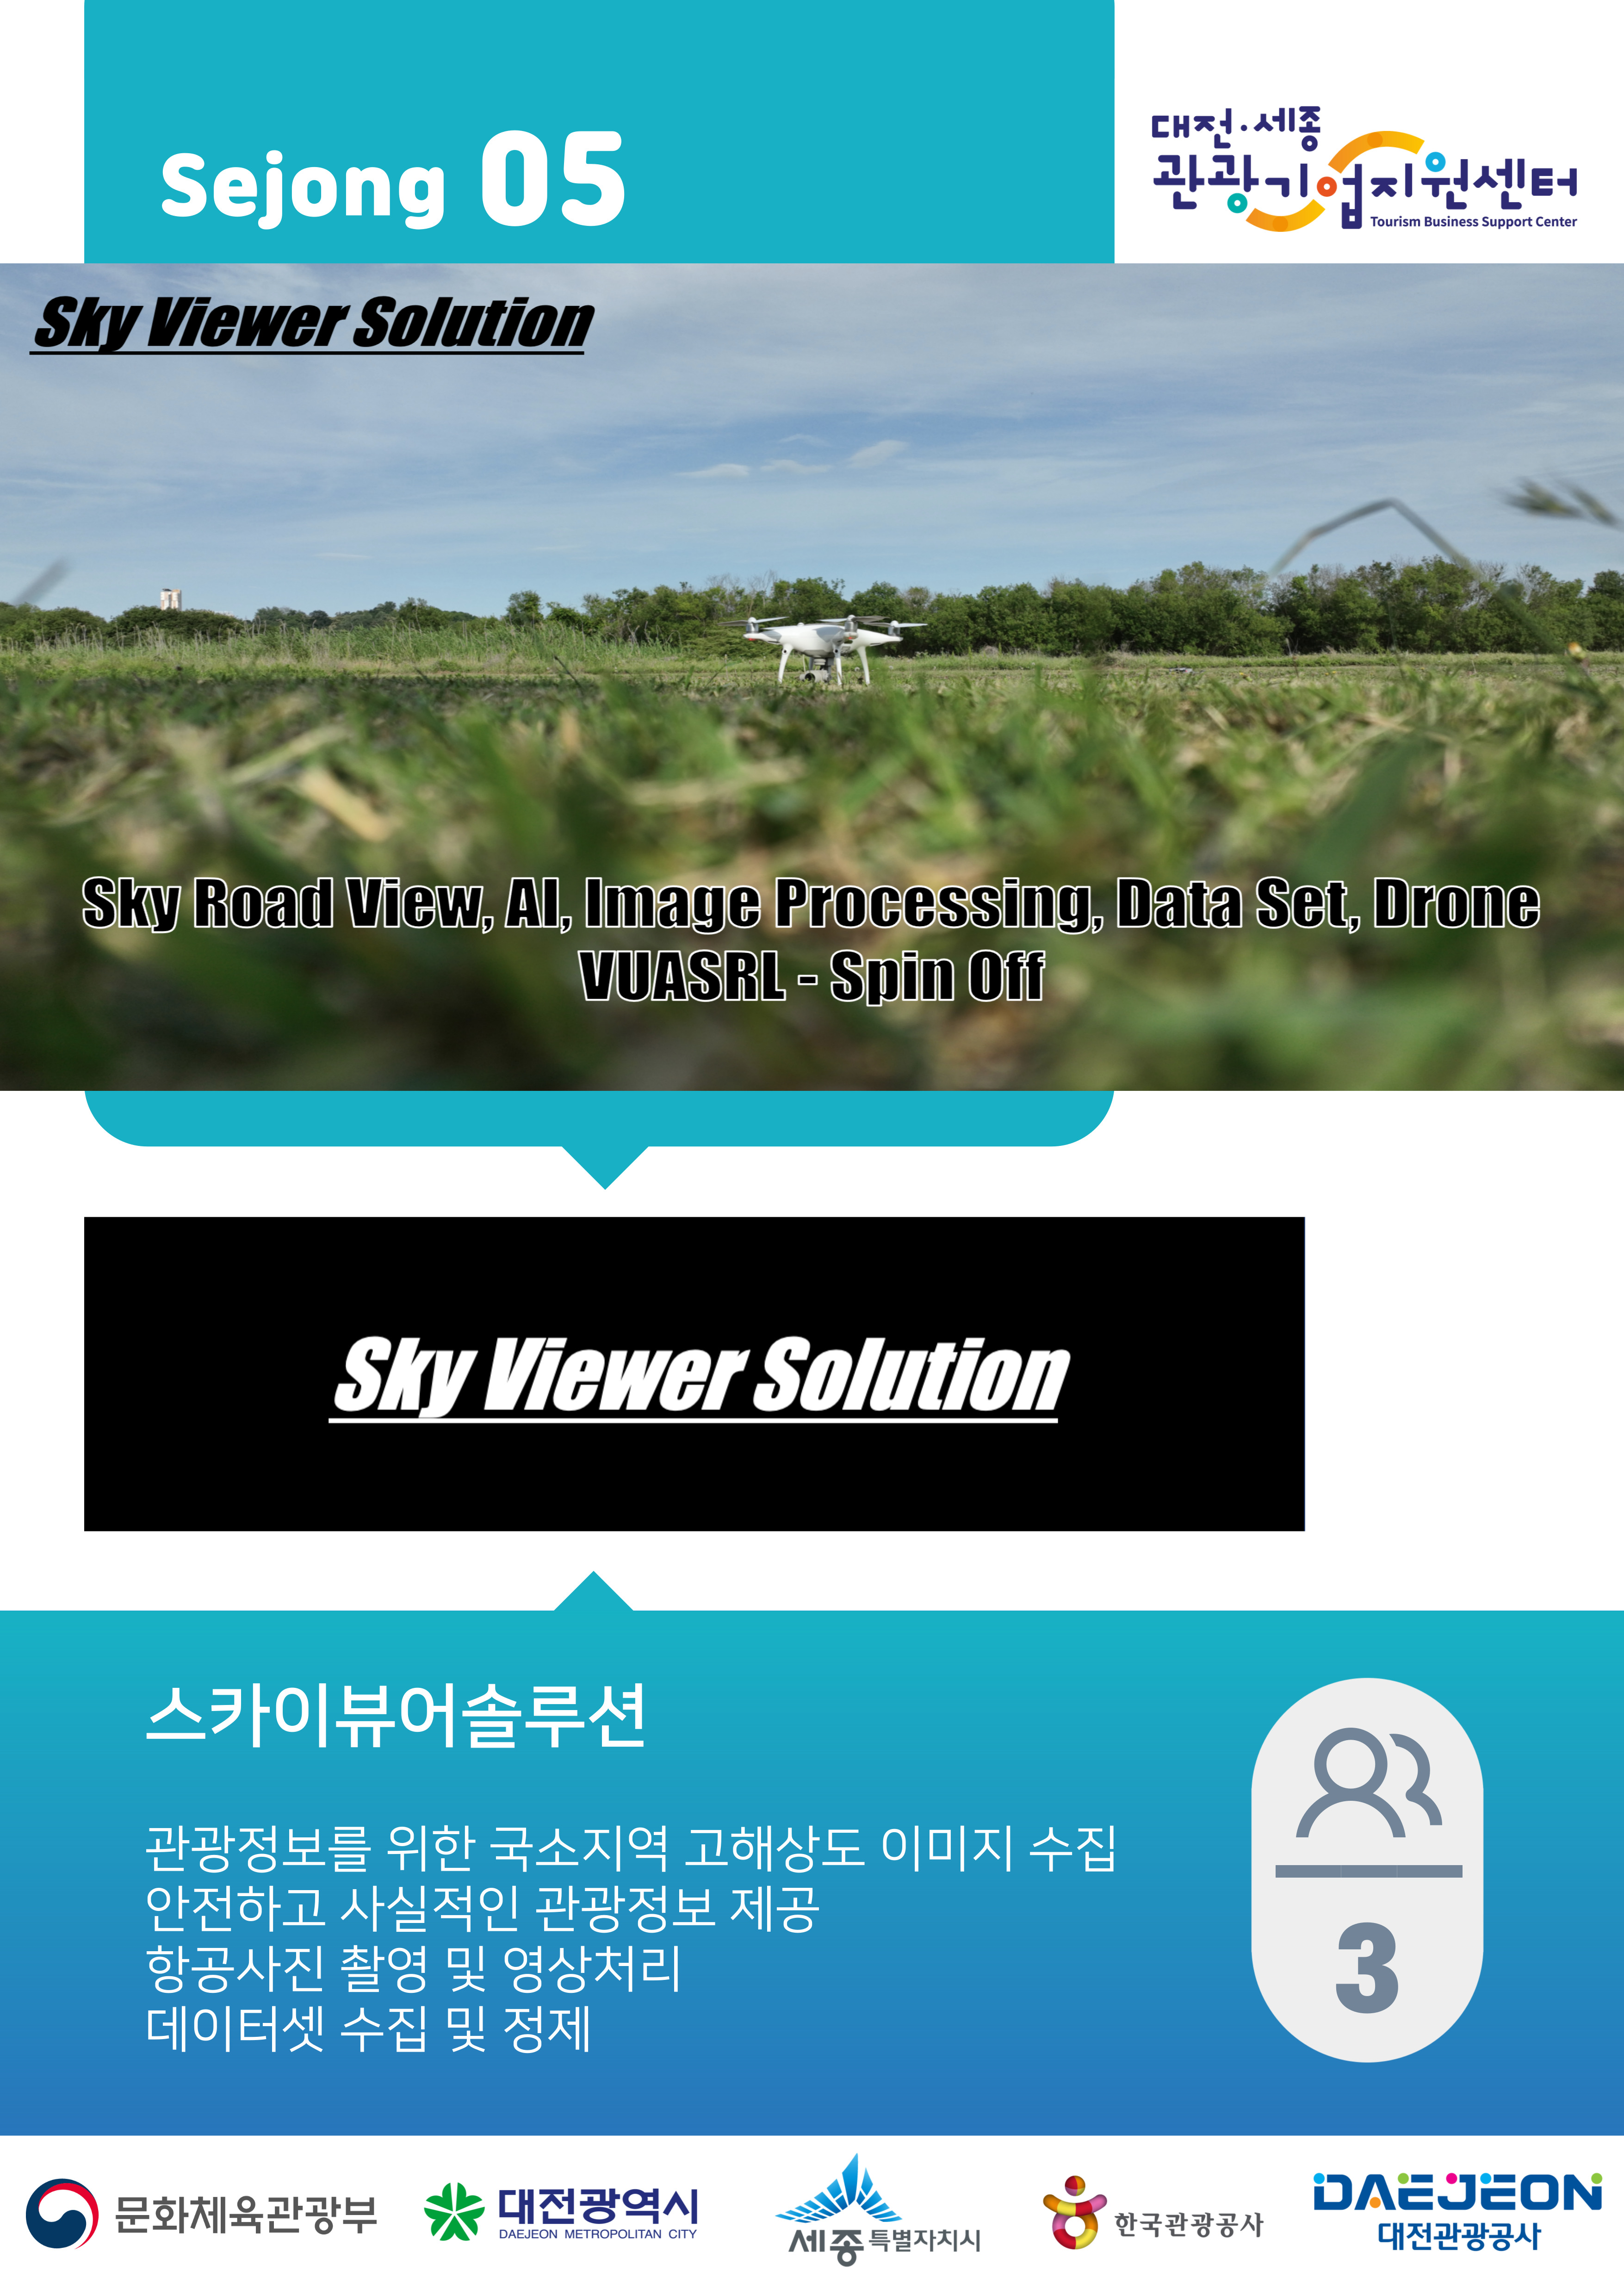 Sejong 05
대전·세종
관광기업지원센터
Tourism Business Support Center
Sky Viewer Solution
Sky Road View, AI, Image Processing, Data Set, Drone
VUASRL - Spin Off
Sky Viewer Solution
스카이뷰어솔루션
관광정보를 위한 국소지역 고해상도 이미지 수집
안전하고 사실적인 관광정보 제공
항공사진 촬영 및 영상처리
데이터셋 수집 및 정제
3
문화체육관광부
대전광역시
DAEJEON METROPOLITAN CITY
세종특별자치시
한국관광공사
DAEJEON
대전관광공사